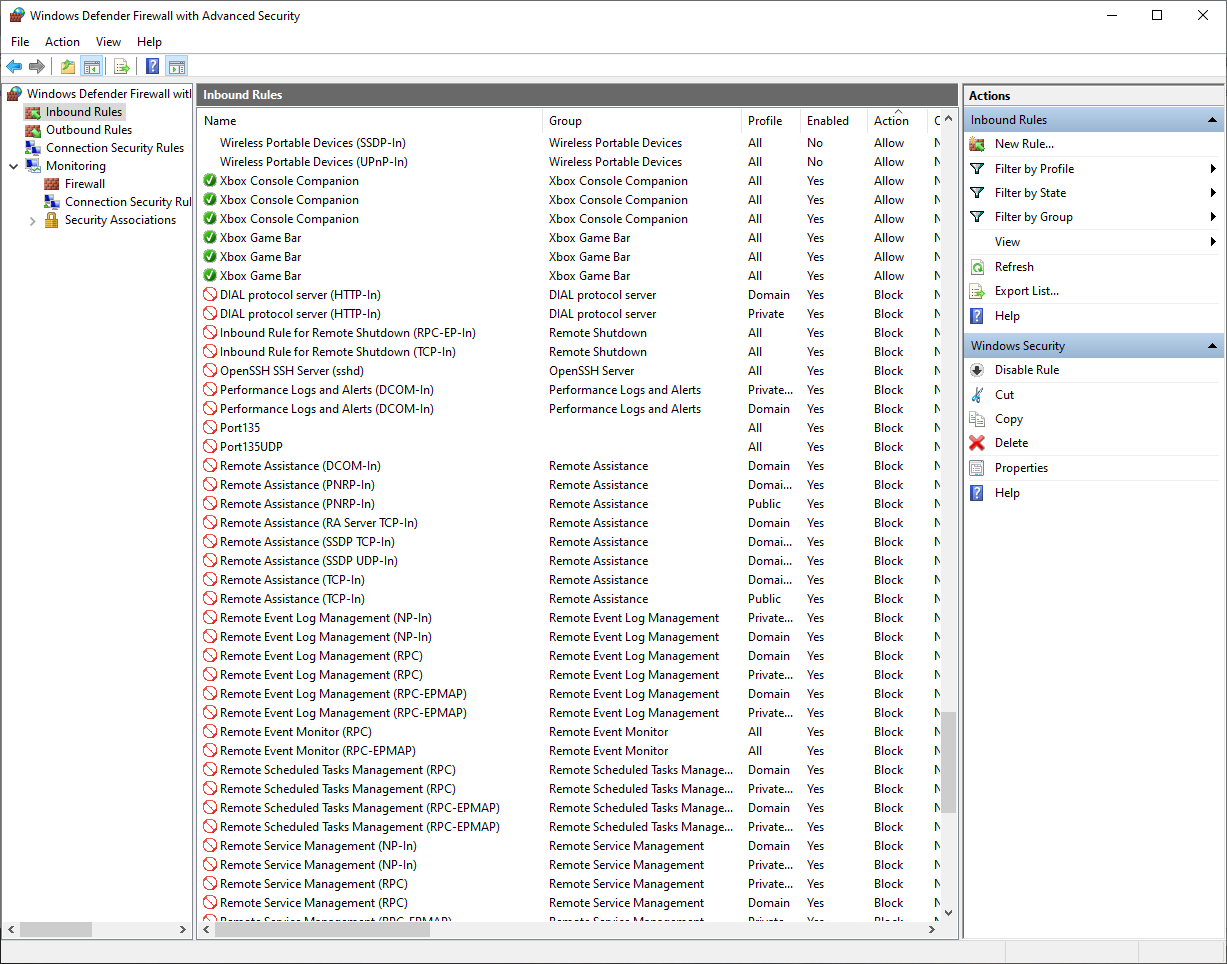 Windows Defender Firewall with Advanced Security
File Action View Help
Windows Defender Firewall with
Inbound Rules
Outbound Rules
Connection Security Rules
Monitoring
Firewall
Connection Security Rul
Security Associations
Inbound Rules
Name Group Profile Enabled Action
Wireless Portable Devices (SSDP-In) Wireless Portable Devices All No Allow
Wireless Portable Devices (UPnP-In) Wireless Portable Devices All No Allow
Xbox Console Companion Xbox Console Companion All Yes Allow
Xbox Console Companion Xbox Console Companion All Yes Allow
Xbox Console Companion Xbox Console Companion All Yes Allow
Xbox Game Bar Xbox Game Bar All Yes Allow
Xbox Game Bar Xbox Game Bar All Yes Allow
Xbox Game Bar Xbox Game Bar All Yes Allow
DIAL protocol server (HTTP-In) DIAL protocol server Domain Yes Block
DIAL protocol server (HTTP-In) DIAL protocol server Private Yes Block
Inbound Rule for Remote Shutdown (RPC-EP-In) Remote Shutdown All Yes Block
Inbound Rule for Remote Shutdown (TCP-In) Remote Shutdown All Yes Block
OpenSSH SSH Server (sshd) OpenSSH Server All Yes Block
Performance Logs and Alerts (DCOM-In) Performance Logs and Alerts Private... Yes Block
Performance Logs and Alerts (DCOM-In) Performance Logs and Alerts Domain Yes Block
Port135 All Yes Block
Port135UDP All Yes Block
Remote Assistance (DCOM-In) Remote Assistance Domain Yes Block
Remote Assistance (PNRP-In) Remote Assistance Domai... Yes Block
Remote Assistance (PNRP-In) Remote Assistance Public Yes Block
Remote Assistance (RA Server TCP-In) Remote Assistance Domain Yes Block
Remote Assistance (SSDP TCP-In) Remote Assistance Domai... Yes Block
Remote Assistance (SSDP UDP-In) Remote Assistance Domai... Yes Block
Remote Assistance (TCP-In) Remote Assistance Domai... Yes Block
Remote Assistance (TCP-In) Remote Assistance Public Yes Block
Remote Event Log Management (NP-In) Remote Event Log Management Private... Yes Block
Remote Event Log Management (NP-In) Remote Event Log Management Domain Yes Block
Remote Event Log Management (RPC) Remote Event Log Management Domain Yes Block
Remote Event Log Management (RPC) Remote Event Log Management Private... Yes Block
Remote Event Log Management (RPC-EPMAP) Remote Event Log Management Domain Yes Block
Remote Event Log Management (RPC-EPMAP) Remote Event Log Management Private... Yes Block
Remote Event Monitor (RPC) Remote Event Monitor All Yes Block
Remote Event Monitor (RPC-EPMAP) Remote Event Monitor All Yes Block
Remote Scheduled Tasks Management (RPC) Remote Scheduled Tasks Manage... Domain Yes Block
Remote Scheduled Tasks Management (RPC) Remote Scheduled Tasks Manage... Private... Yes Block
Remote Scheduled Tasks Management (RPC-EPMAP) Remote Scheduled Tasks Manage... Domain Yes Block
Remote Scheduled Tasks Management (RPC-EPMAP) Remote Scheduled Tasks Manage... Private... Yes Block
Remote Service Management (NP-In) Remote Service Management Domain Yes Block
Remote Service Management (NP-In) Remote Service Management Private... Yes Block
Remote Service Management (RPC) Remote Service Management Private... Yes Block
Remote Service Management (RPC) Remote Service Management Domain Yes Block
Remote Service Management (RPC-EPMAP) Remote Service Management Private... Yes Block
Actions
Inbound Rules
New Rule...
Filter by Profile
Filter by State
Filter by Group
View
Refresh
Export List...
Help
Windows Security
Disable Rule
Cut
Copy
Delete
Properties
Help